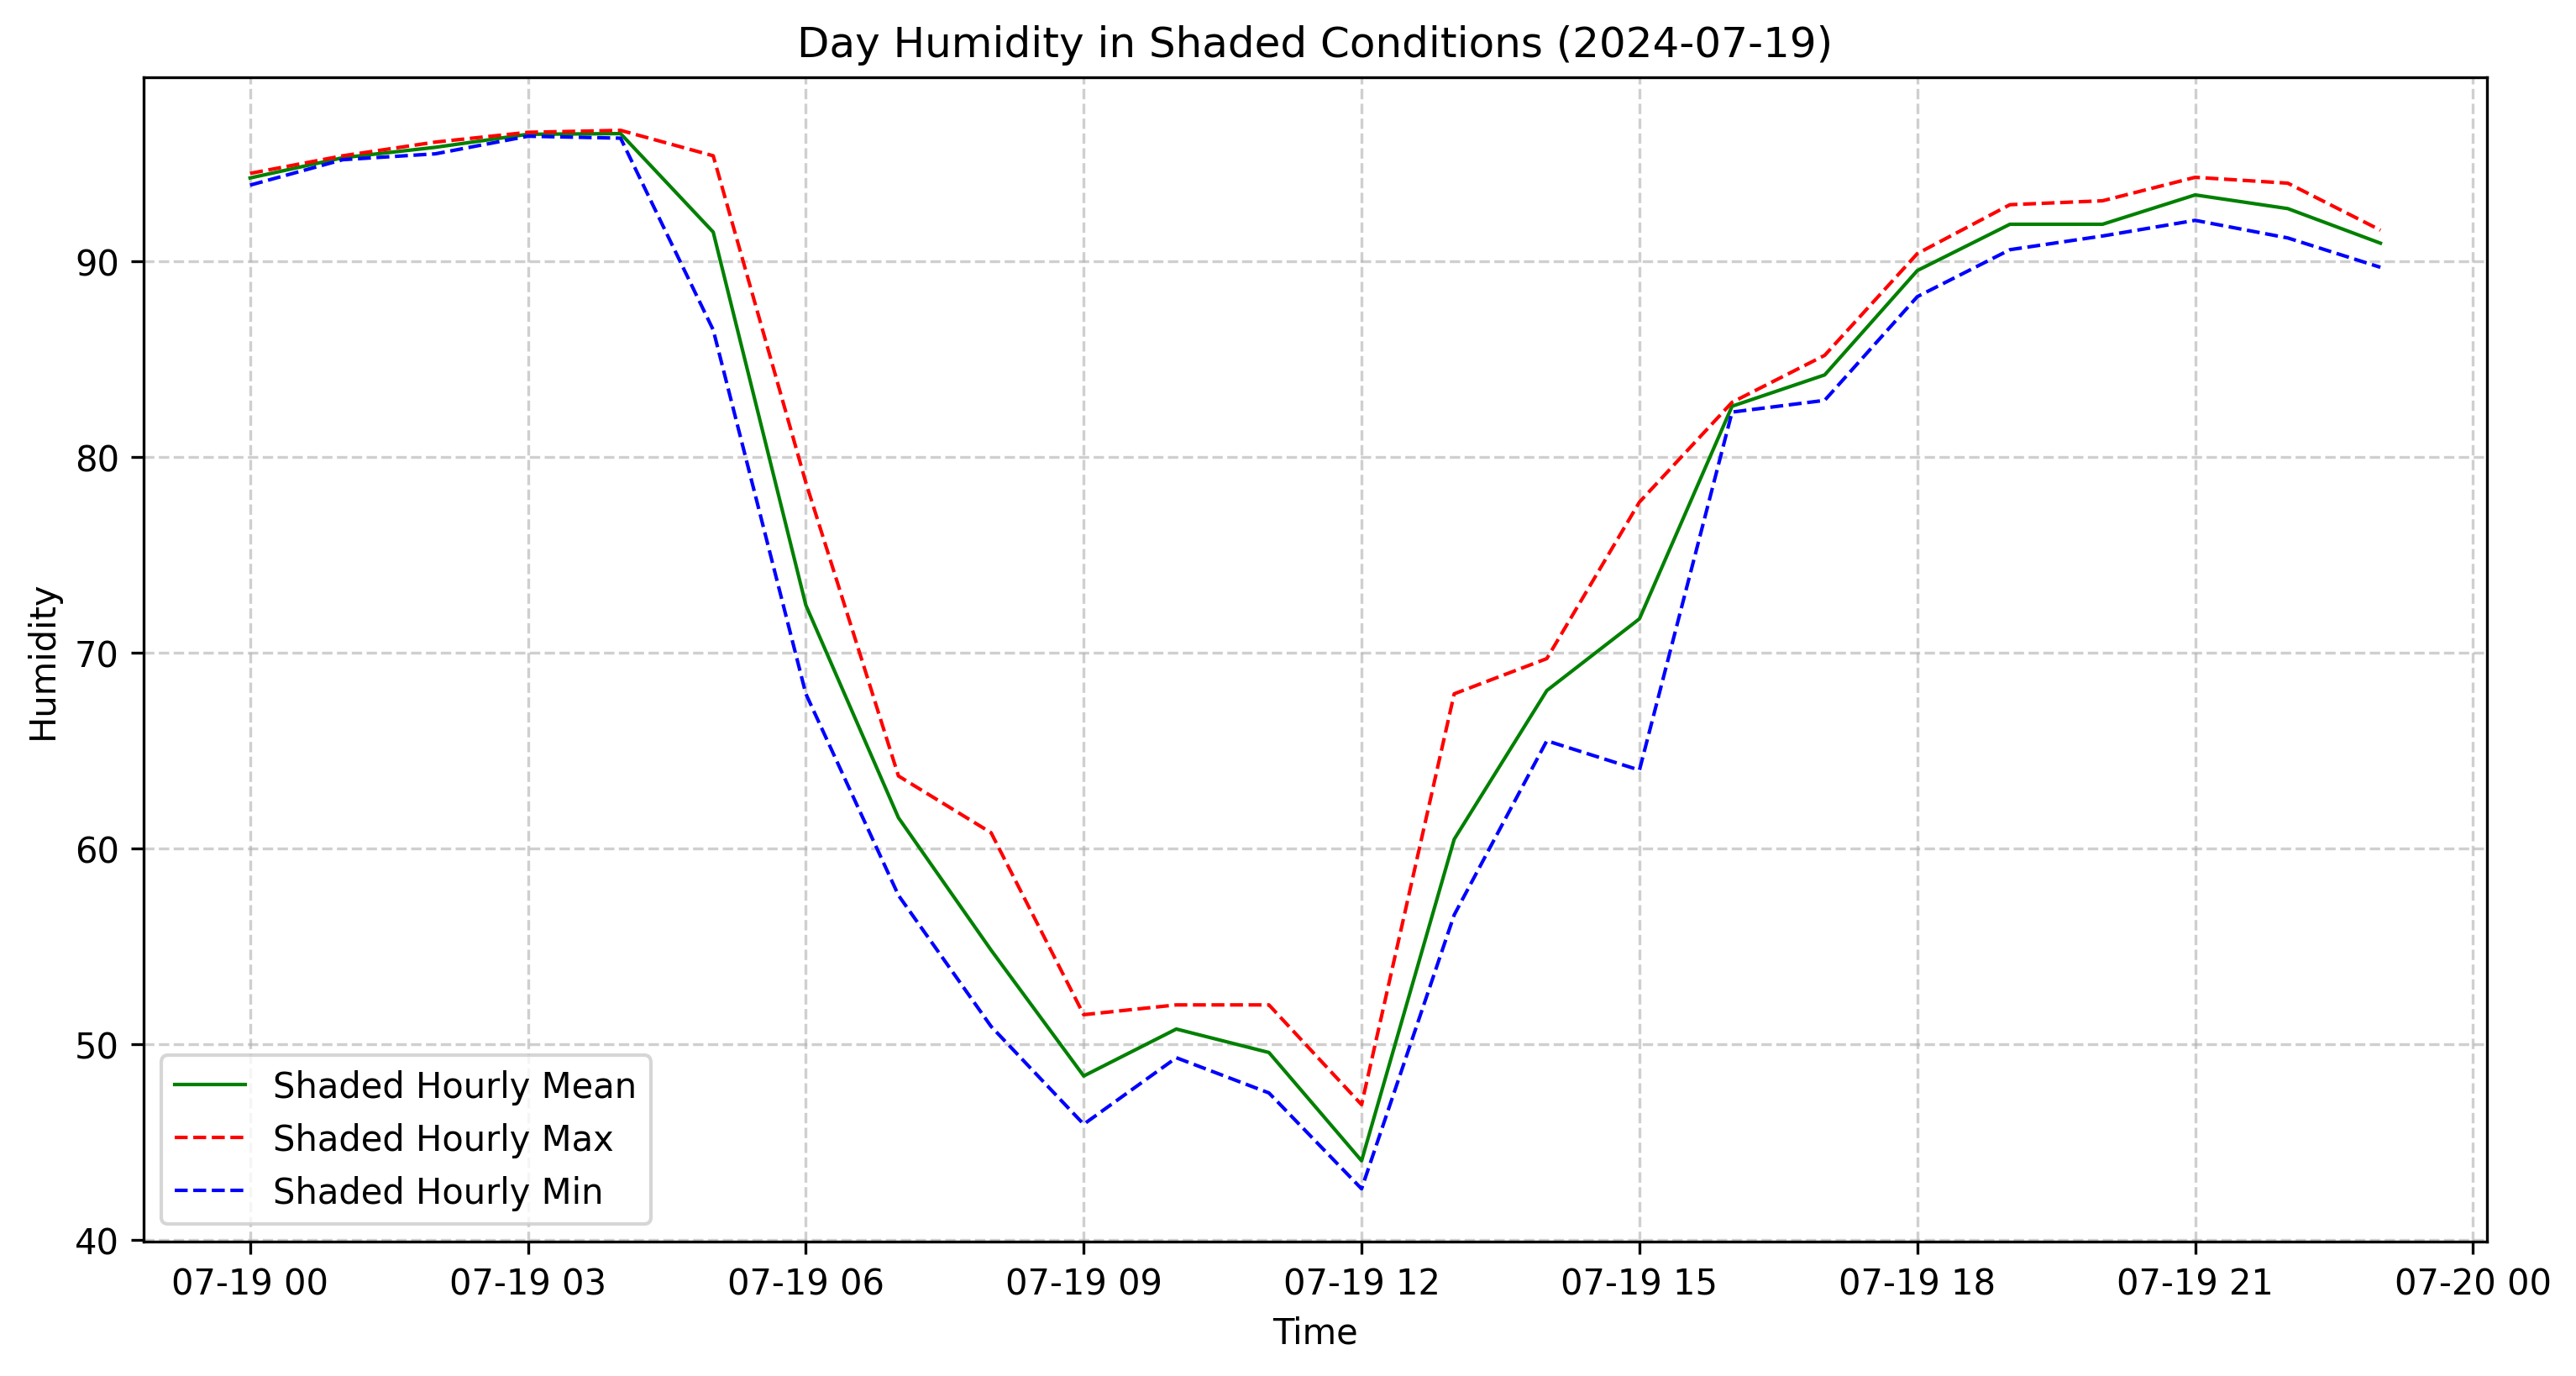 Day Humidity in Shaded Conditions (2024-07-19)
Humidity
90
80
70
60
50
40
Shaded Hourly Mean
Shaded Hourly Max
Shaded Hourly Min
07-19 00 07-19 03 07-19 06 07-19 09 07-19 12 07-19 15 07-19 18 07-19 21 07-20 00
Time